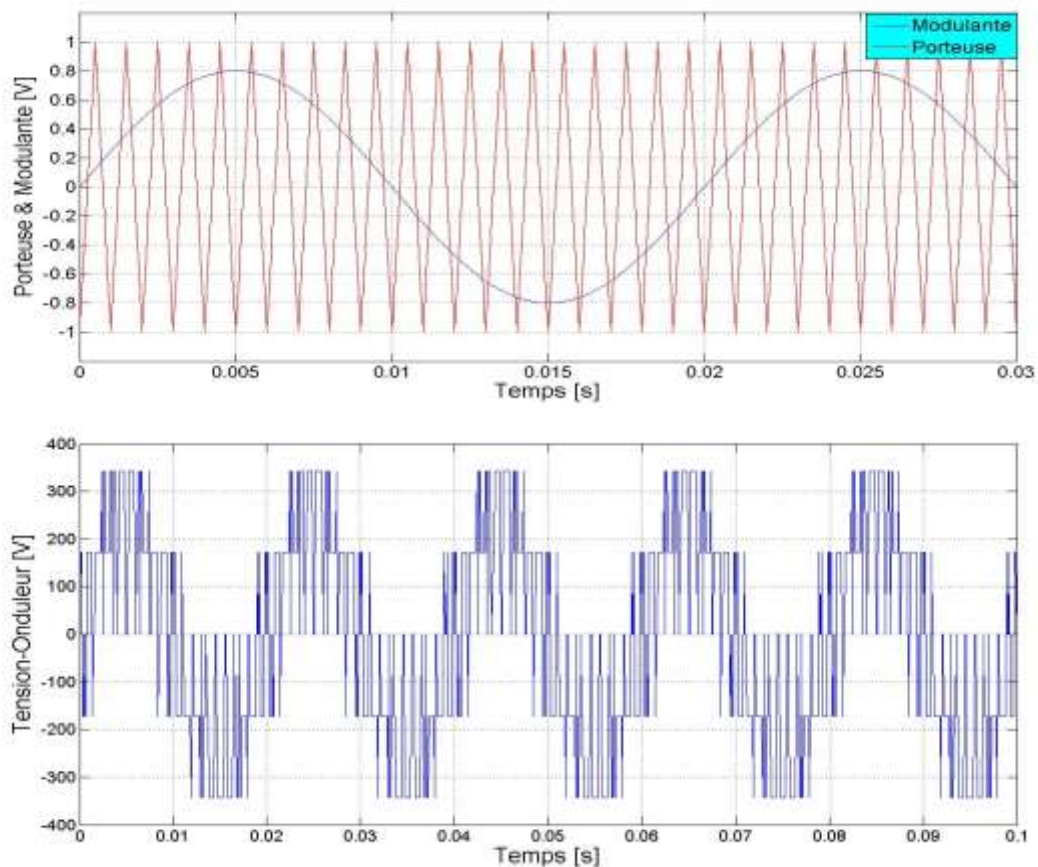 Modulante
Porteuse
Porteuse & Modulante [V]
1
0.8
0.6
0.4
0.2
0
-0.2
-0.4
-0.6
-0.8
-1
0 0.005 0.01 0.015 0.02 0.025 0.03
Temps [s]
Tension-Onduleur [V]
400
300
200
100
0
-100
-200
-300
-400
0 0.01 0.02 0.03 0.04 0.05 0.06 0.07 0.08 0.09 0.1
Temps [s]